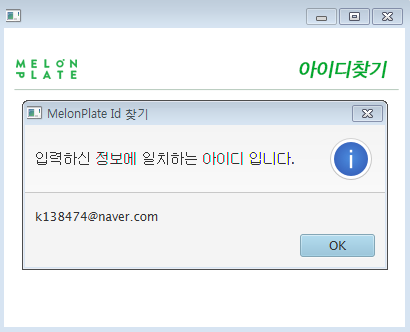 MELON
PLATE
아이디찾기
MelonPlate Id 찾기
입력하신 정보에 일치하는 아이디 입니다.
k138474@naver.com
OK